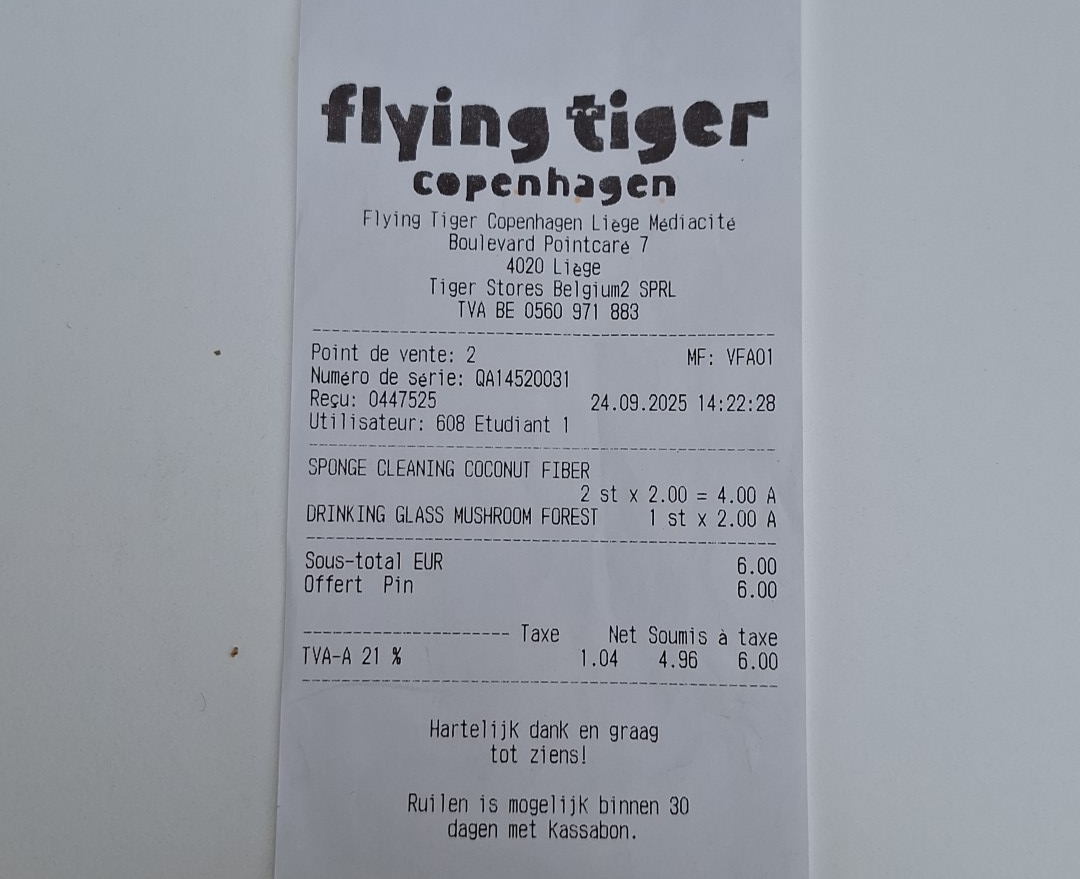 flying tiger
copenhagen
Flying Tiger Copenhagen Liège Médiacité
Boulevard Pointcaré 7
4020 Liège
Tiger Stores Belgium2 SPRL
TVA BE 0560 971 883
Point de vente: 2 MF: VFA01
Numéro de série: QA14520031
Reçu: 0447525 24.09.2025 14:22:28
Utilisateur: 608 Etudiant 1
SPONGE CLEANING COCONUT FIBER
2 st x 2.00 = 4.00 A
DRINKING GLASS MUSHROOM FOREST 1 st x 2.00 A
Sous-total EUR 6.00
Offert Pin 6.00
--------------------- Taxe Net Soumis à taxe
TVA-A 21 % 1.04 4.96 6.00
Hartelijk dank en graag
tot ziens!
Ruilen is mogelijk binnen 30
dagen met kassabon.